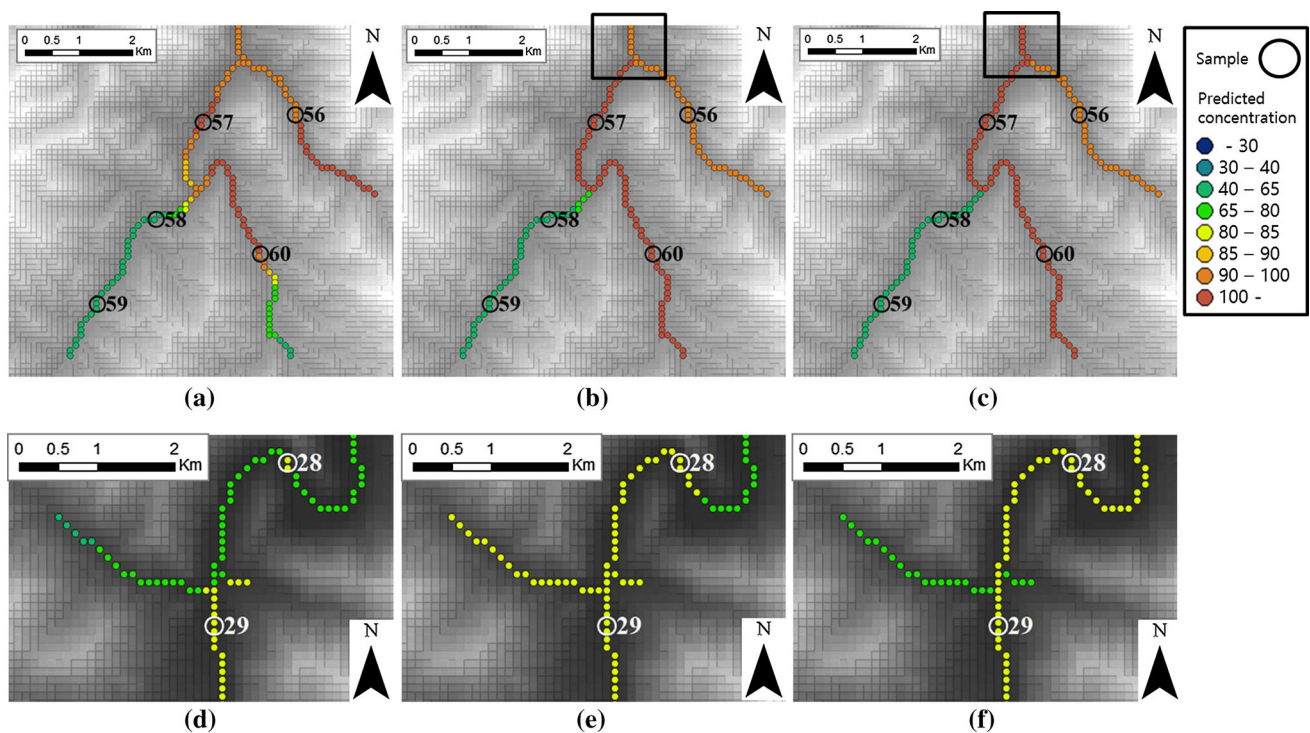 0 0.5 1 2 Km N
57 56
58
60
59
(a)
0 0.5 1 2 Km N
57 56
58
60
59
(b)
0 0.5 1 2 Km N
57 56
58
60
59
(c)
Sample
Predicted
concentration
- 30
30 – 40
40 – 65
65 – 80
80 – 85
85 – 90
90 – 100
100 -
0 0.5 1 2 Km
28
29
N
(d)
0 0.5 1 2 Km
28
29
N
(e)
0 0.5 1 2 Km
28
29
N
(f)